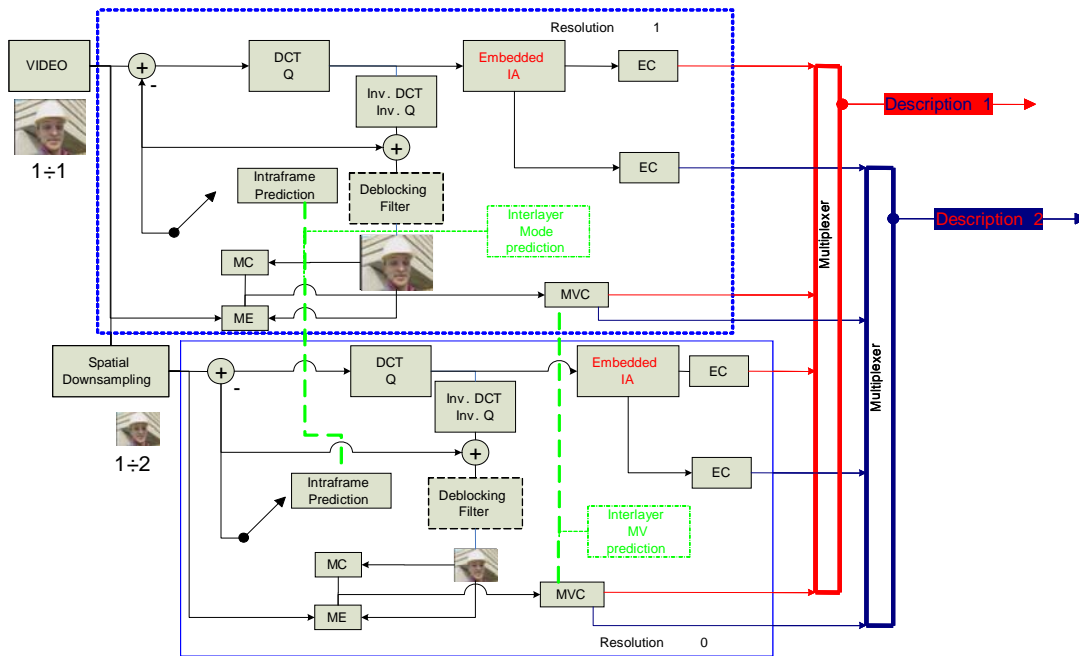 Resolution 1
VIDEO
+
-
DCT
Q
Embedded
IA
EC
Description 1
Inv. DCT
Inv. Q
+
1÷1
EC
Intraframe
Prediction
Deblocking
Filter
Interlayer
Mode
prediction
Description 2
Multiplexer
MC
MVC
ME
Spatial
Downsampling
+
-
DCT
Q
Embedded
IA
EC
Multiplexer
Inv. DCT
Inv. Q
1÷2
+
EC
Intraframe
Prediction
Deblocking
Filter
Interlayer
MV
prediction
MC
MVC
ME
Resolution 0